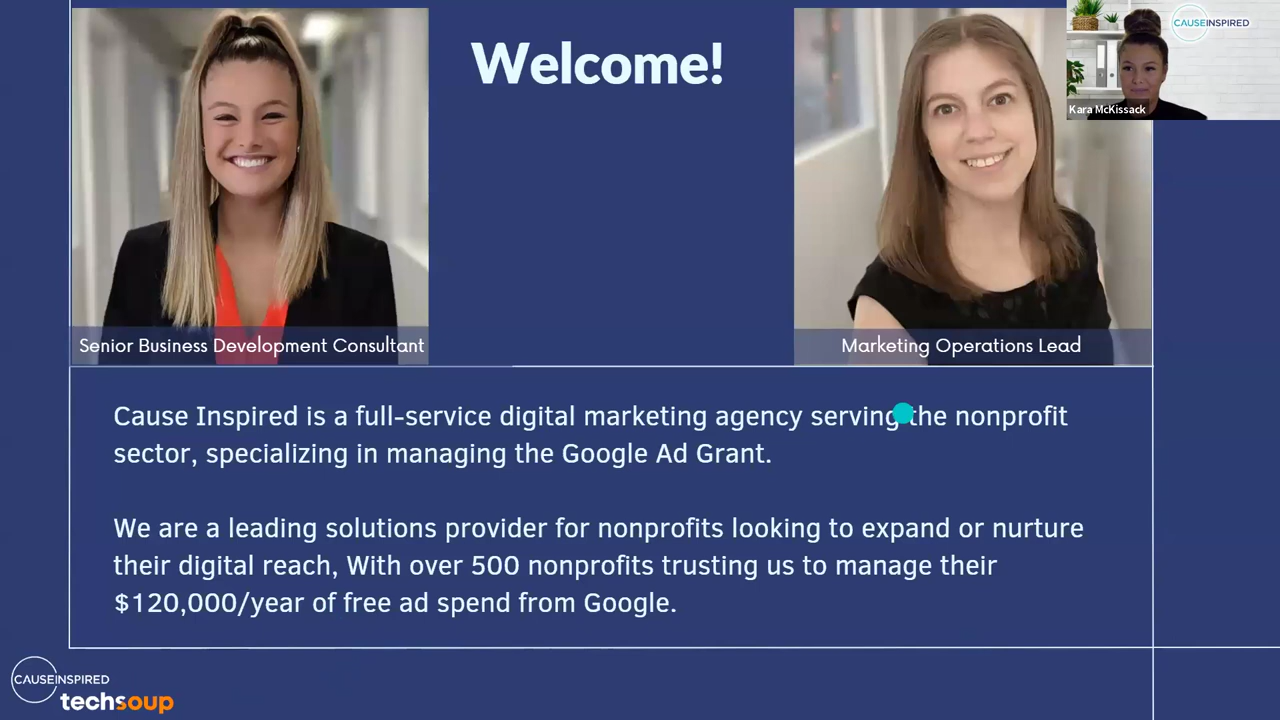 Welcome!
CAUSEINSPIRED
Kara McKissack
Senior Business Development Consultant
Marketing Operations Lead
Cause Inspired is a full-service digital marketing agency serving the nonprofit
sector, specializing in managing the Google Ad Grant.
We are a leading solutions provider for nonprofits looking to expand or nurture
their digital reach, With over 500 nonprofits trusting us to manage their
$120,000/year of free ad spend from Google.
CAUSEINSPIRED
techsoup